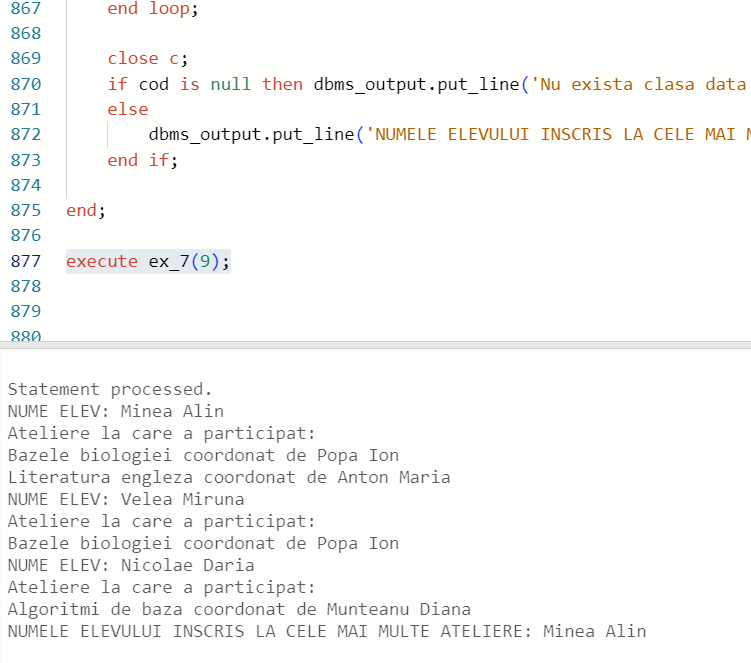 867 end loop;
868
869 close c;
870 if cod is null then dbms_output.put_line('Nu exista clasa data
871 else
872 dbms_output.put_line('NUMELE ELEVULUI INSCRIS LA CELE MAI
873 end if;
874
875 end;
876
877 execute ex_7(9);
878
879
880
Statement processed.
NUME ELEV: Minea Alin
Ateliere la care a participat:
Bazele biologiei coordonat de Popa Ion
Literatura engleza coordonat de Anton Maria
NUME ELEV: Velea Miruna
Ateliere la care a participat:
Bazele biologiei coordonat de Popa Ion
NUME ELEV: Nicolae Daria
Ateliere la care a participat:
Algoritmi de baza coordonat de Munteanu Diana
NUMELE ELEVULUI INSCRIS LA CELE MAI MULTE ATELIERE: Minea Alin